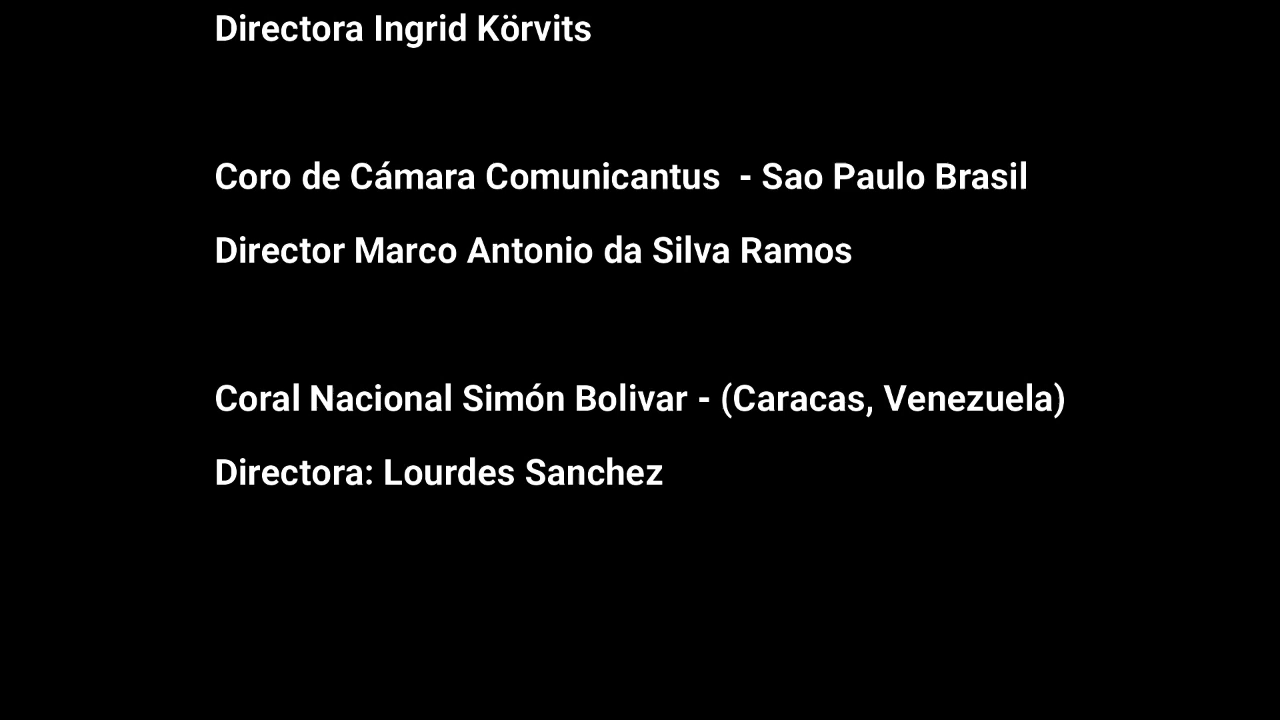 Directora Ingrid Körvits
Coro de Cámara Comunicantus - Sao Paulo Brasil
Director Marco Antonio da Silva Ramos
Coral Nacional Simón Bolivar - (Caracas, Venezuela)
Directora: Lourdes Sanchez